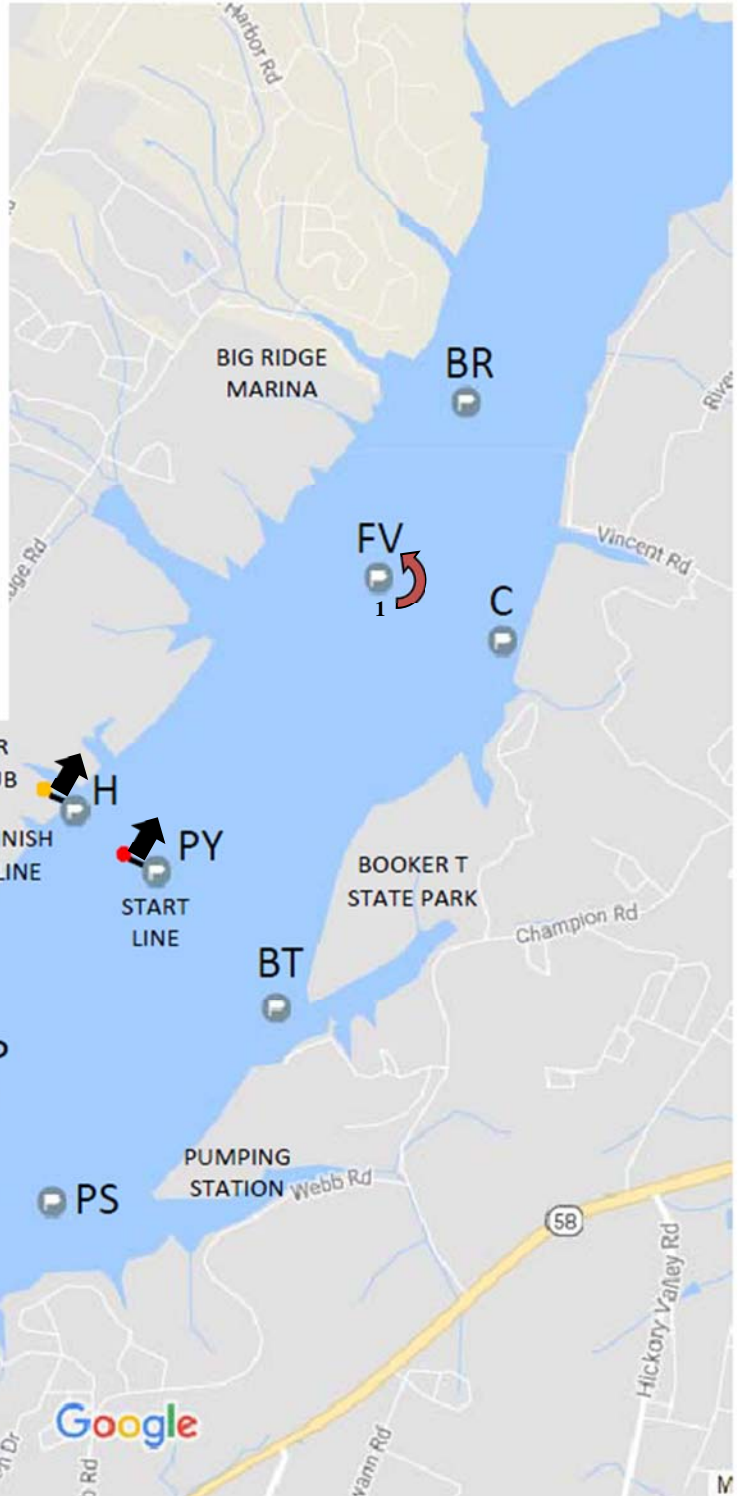 Harbor Rd
BIG RIDGE
MARINA
BR
FV
1
C
Vincent Rd
H
PY
START
LINE
BOOKER T
STATE PARK
Champion Rd
BT
PUMPING
STATION
Webb Rd
PS
58
Hickory Valley Rd
Google
Rd